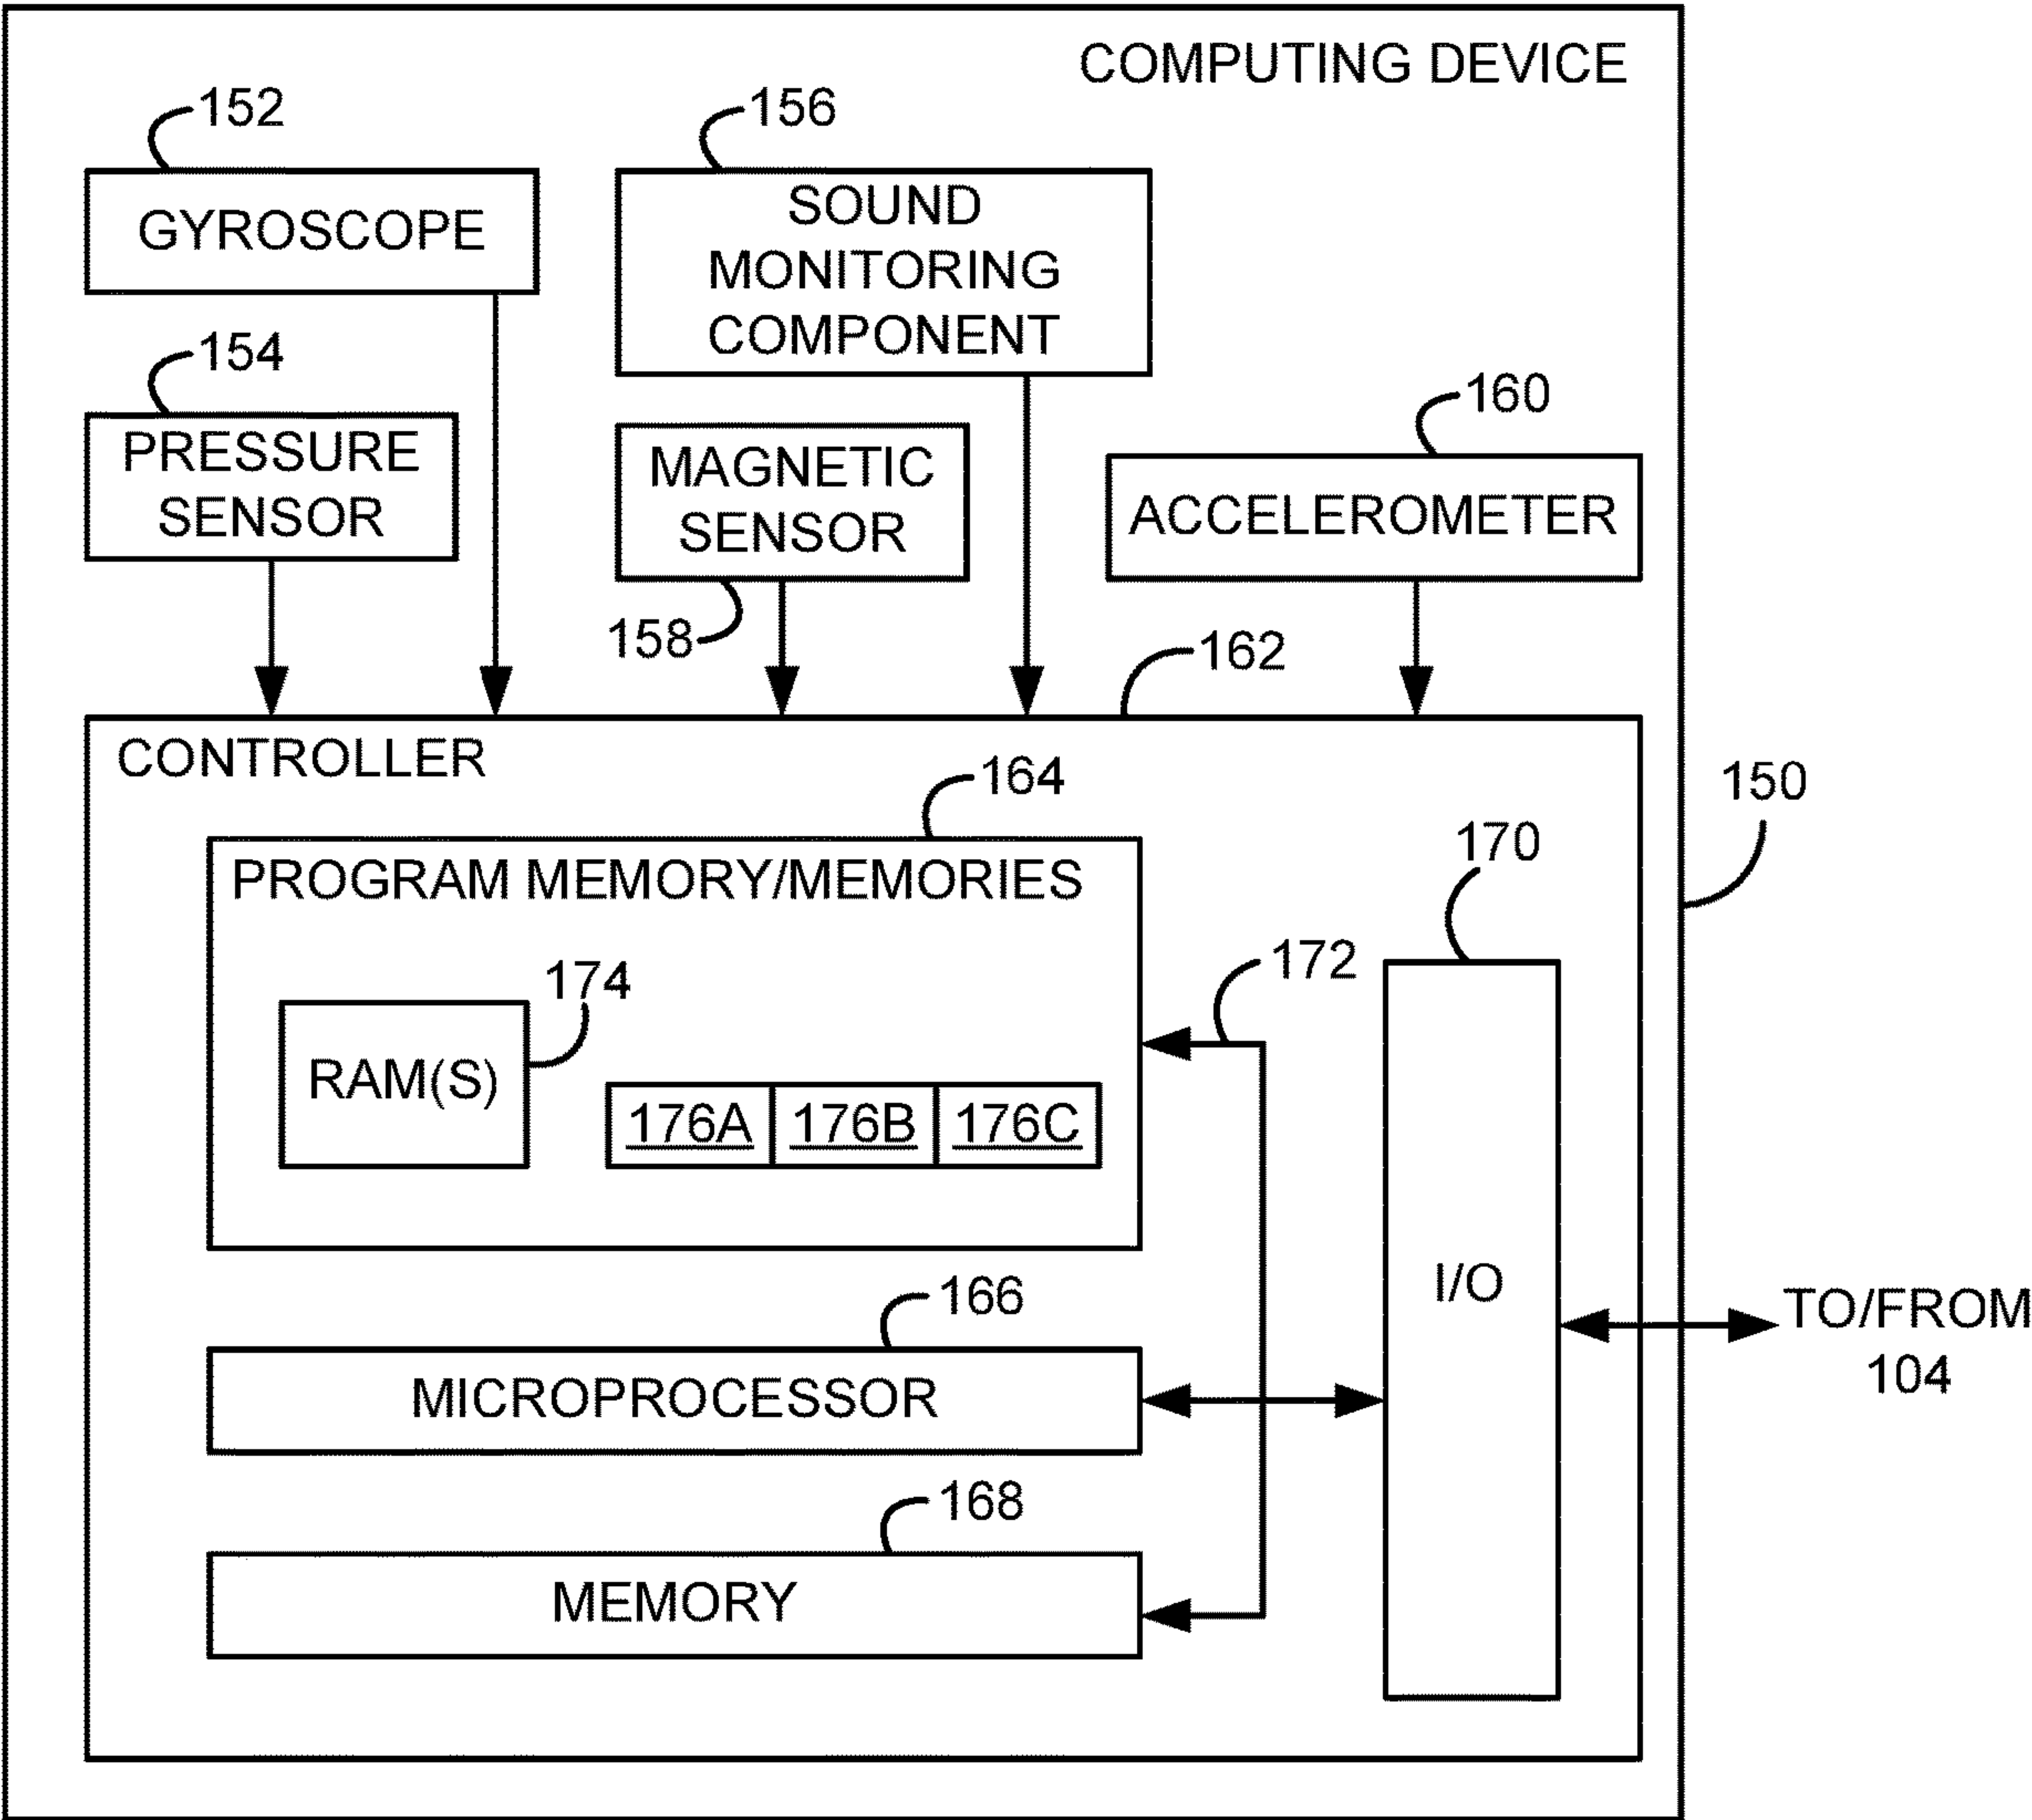 COMPUTING DEVICE
152
156
GYROSCOPE
SOUND
MONITORING
COMPONENT
154
160
PRESSURE
SENSOR
MAGNETIC
SENSOR
ACCELEROMETER
158
162
CONTROLLER
164
150
170
PROGRAM MEMORY/MEMORIES
172
174
RAM(S)
176A
176B
176C
I/O
166
TO/FROM
104
MICROPROCESSOR
168
MEMORY